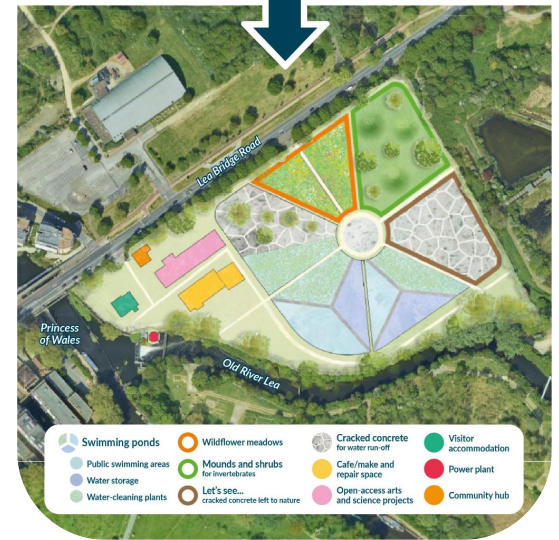 Lea Bridge Road
Princess
of Wales
Old River Lea
Swimming ponds
Public swimming areas
Water storage
Water-cleaning plants
Wildflower meadows
Mounds and shrubs
for invertebrates
Let's see...
cracked concrete left to nature
Cracked concrete
for water run-off
Cafe/make and
repair space
Open-access arts
and science projects
Visitor
accommodation
Power plant
Community hub